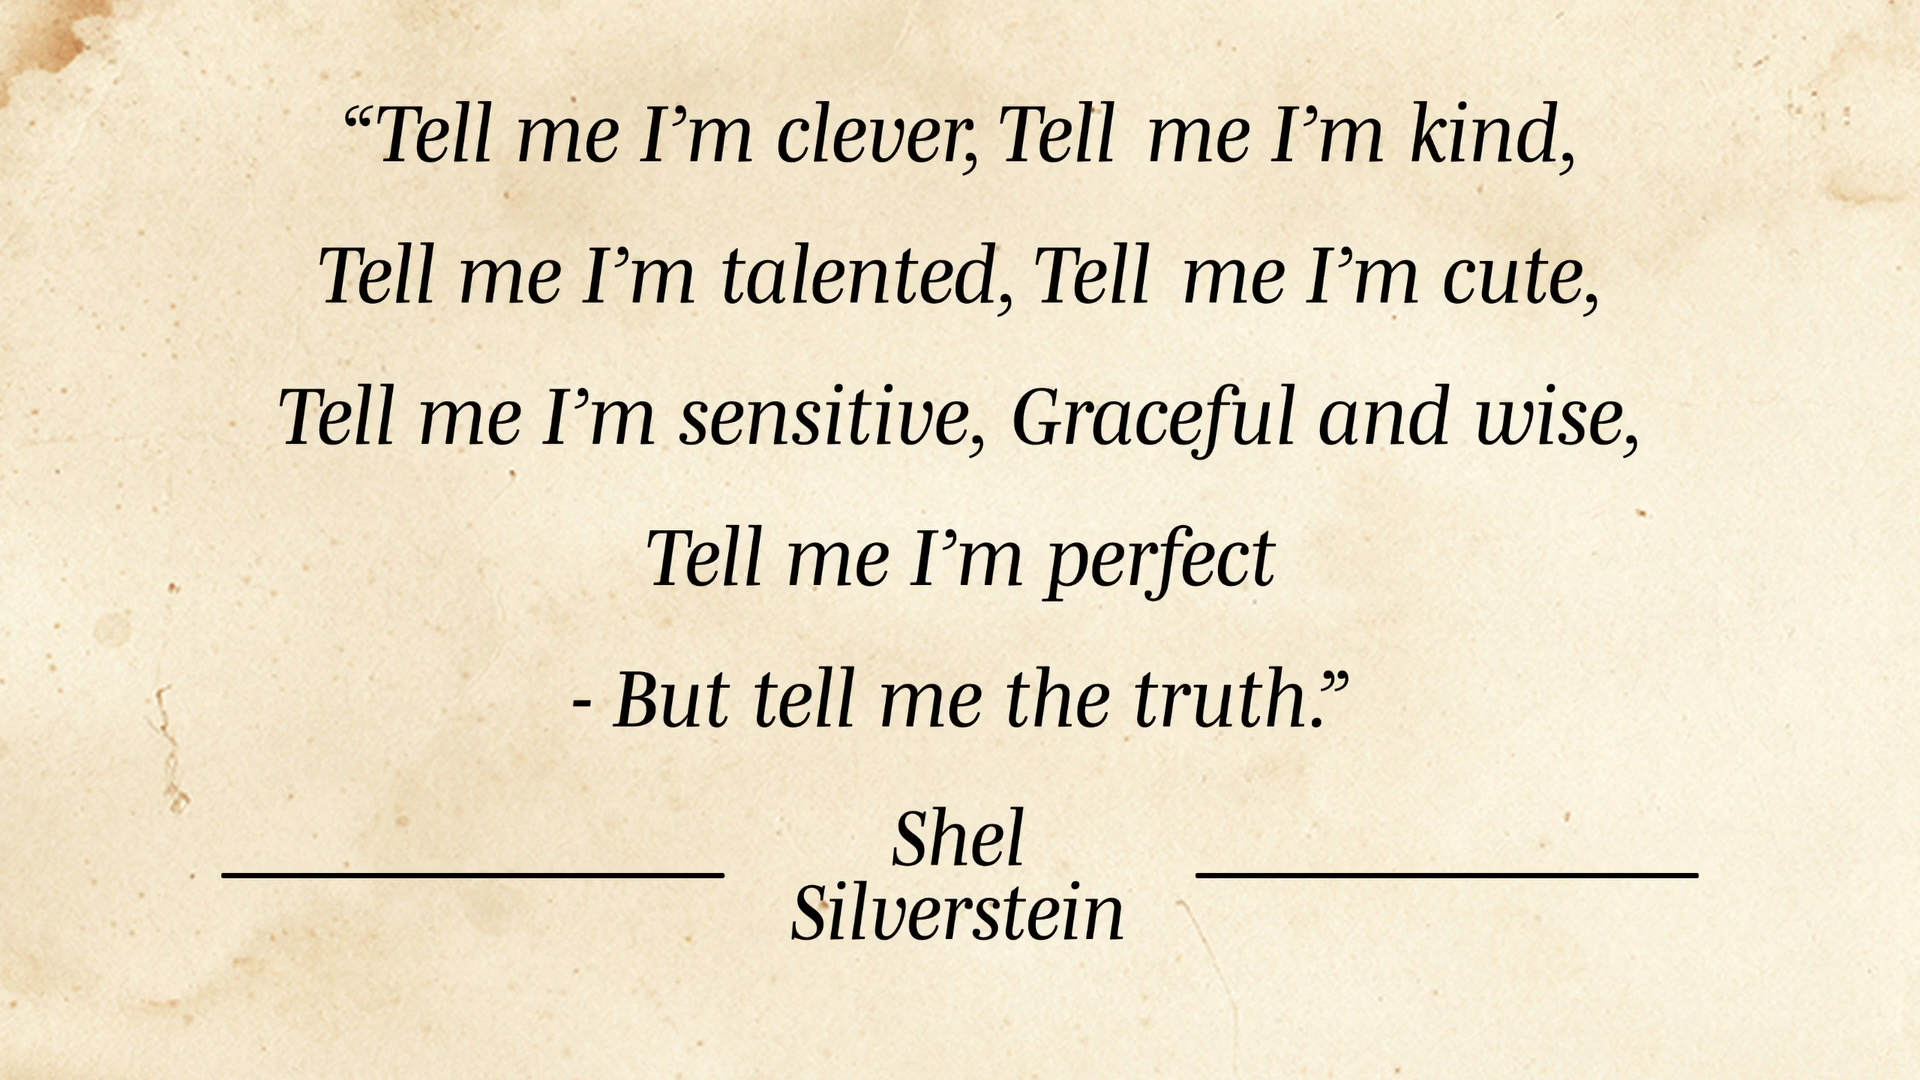 “Tell me I’m clever, Tell me I’m kind,
Tell me I’m talented, Tell me I’m cute,
Tell me I’m sensitive, Graceful and wise,
Tell me I’m perfect
- But tell me the truth.”
Shel
Silverstein